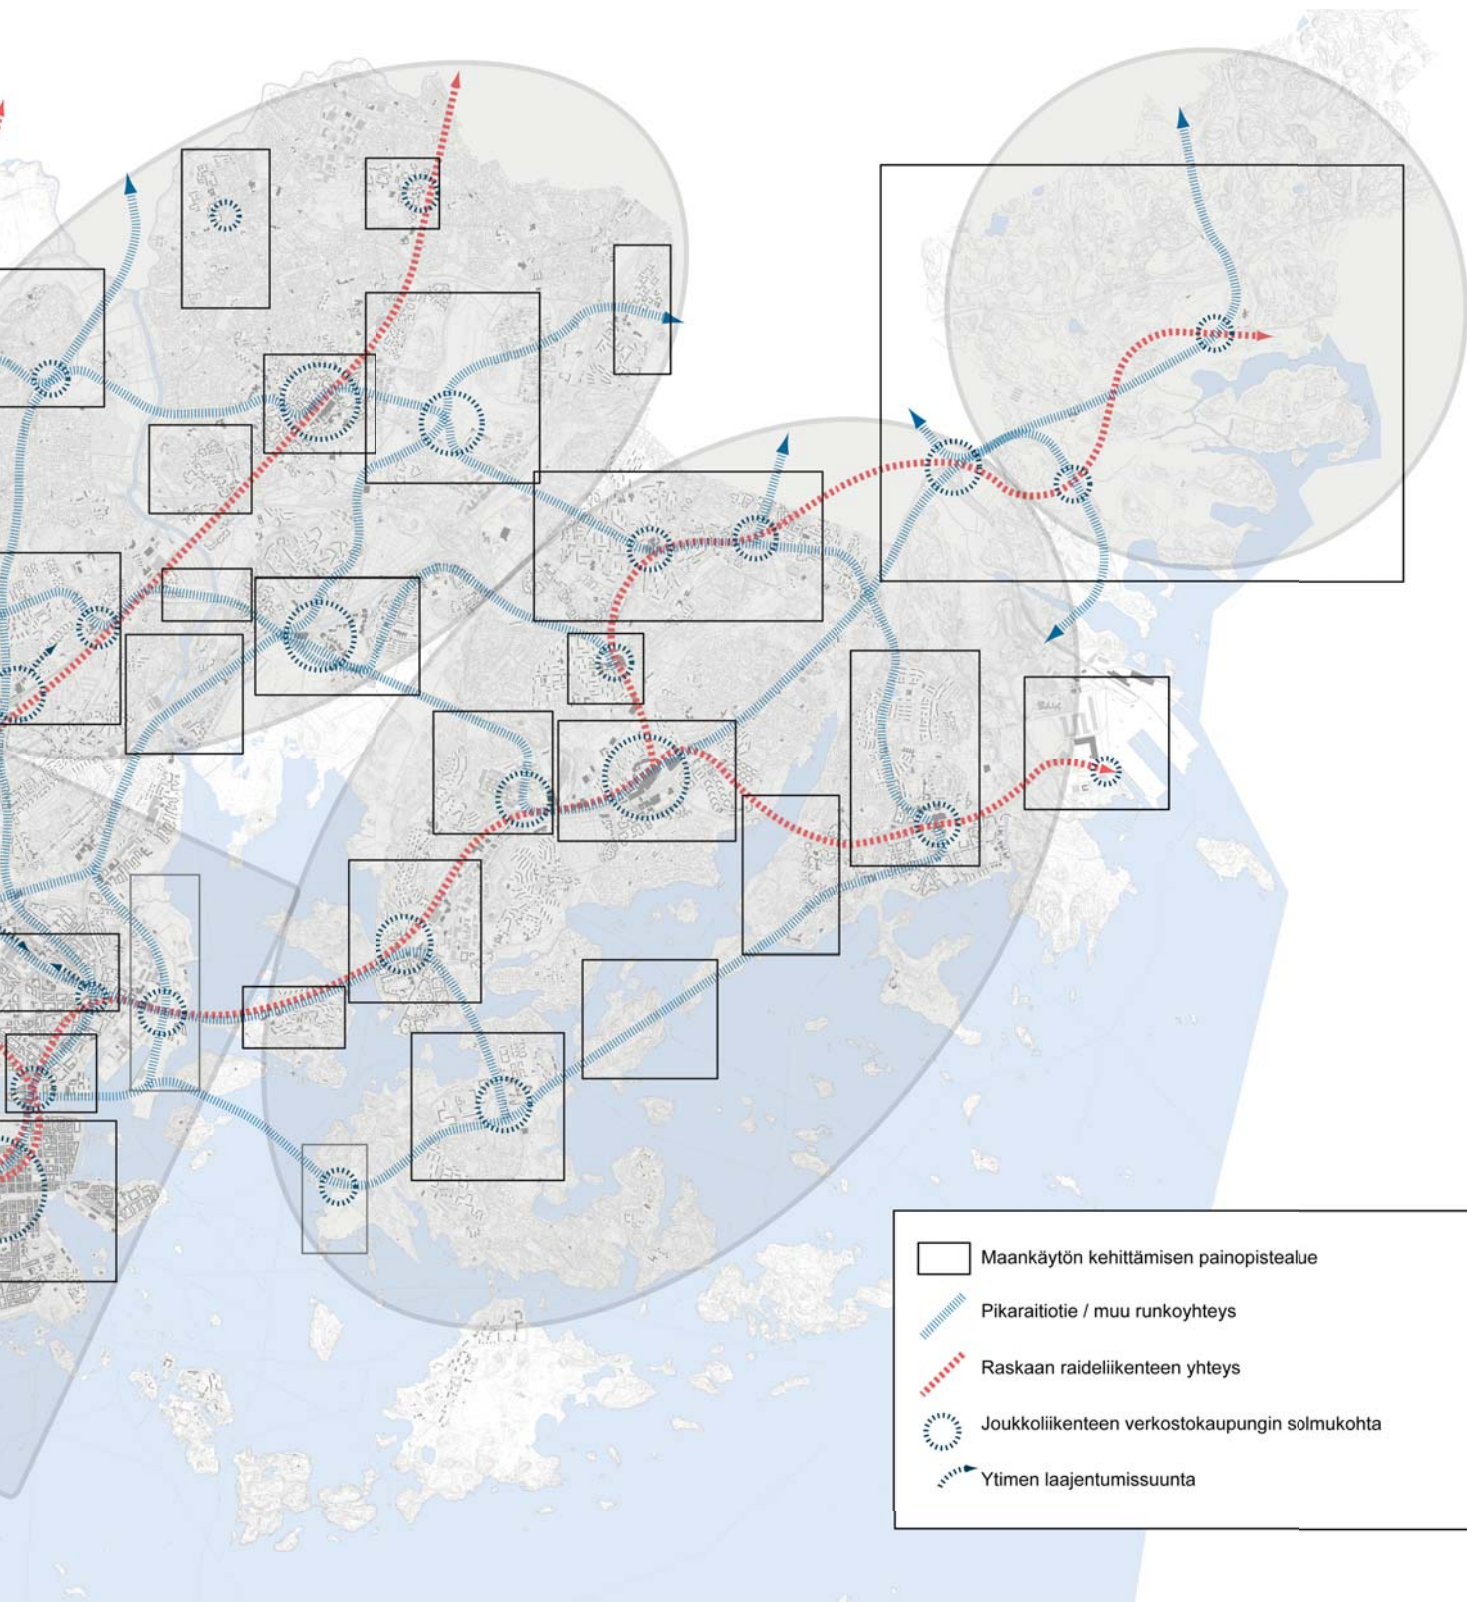 Maankäytön kehittämisen painopistealue
Pikaraitiotie / muu runkoyhteys
Raskaan raideliikenteen yhteys
Joukkoliikenteen verkostokaupungin solmukohta
Ytimen laajentumissuunta